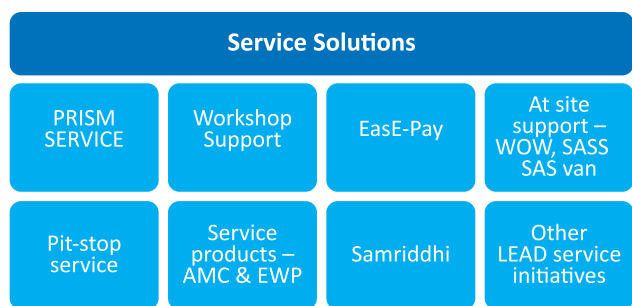 Service Solutions
PRISM
SERVICE
Workshop
Support
EasE-Pay
At site
support –
WOW, SASS
SAS van
Pit-stop
service
Service
products –
AMC & EWP
Samriddhi
Other
LEAD service
initiatives